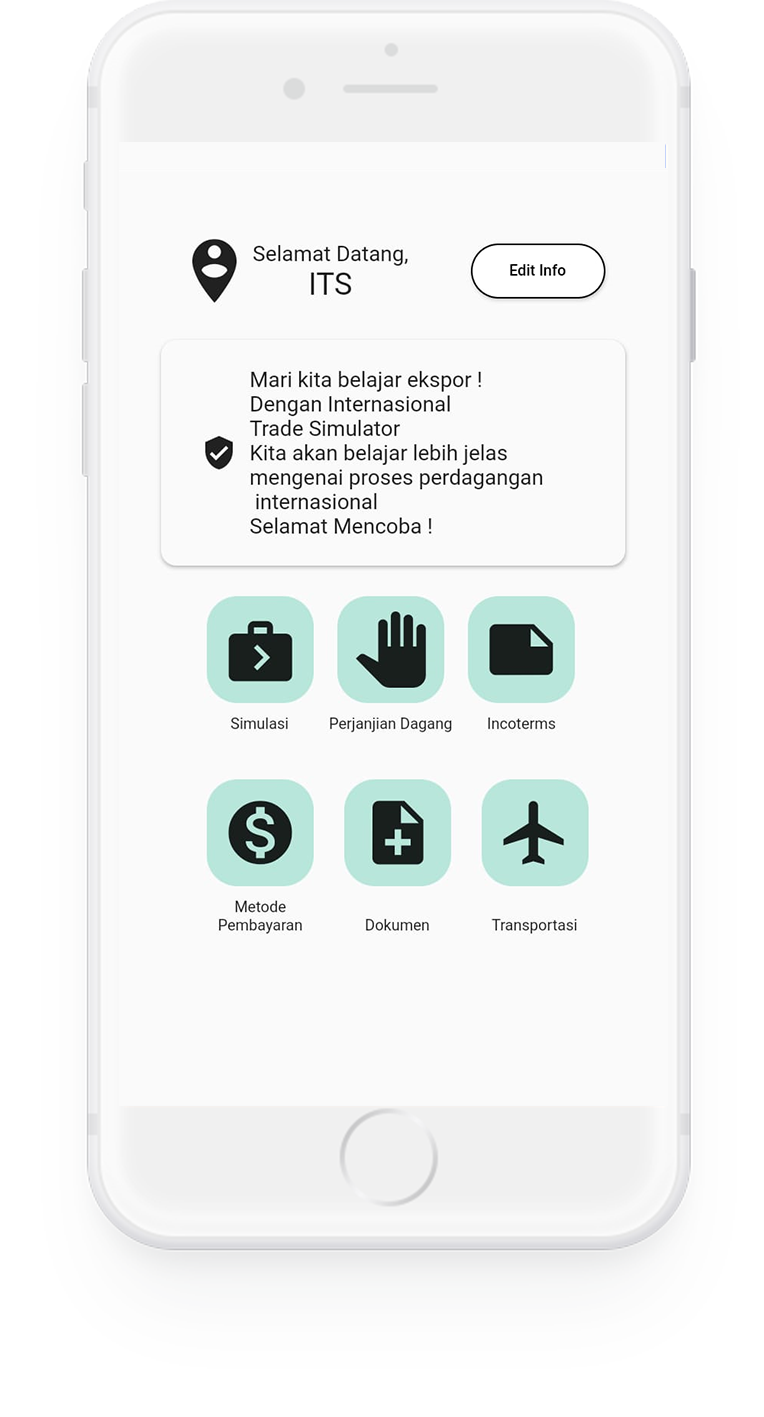 Selamat Datang,
ITS
Edit Info
Mari kita belajar ekspor !
Dengan Internasional
Trade Simulator
Kita akan belajar lebih jelas
mengenai proses perdagangan
internasional
Selamat Mencoba !
Simulasi
Perjanjian Dagang
Incoterms
Metode
Pembayaran
Dokumen
Transportasi